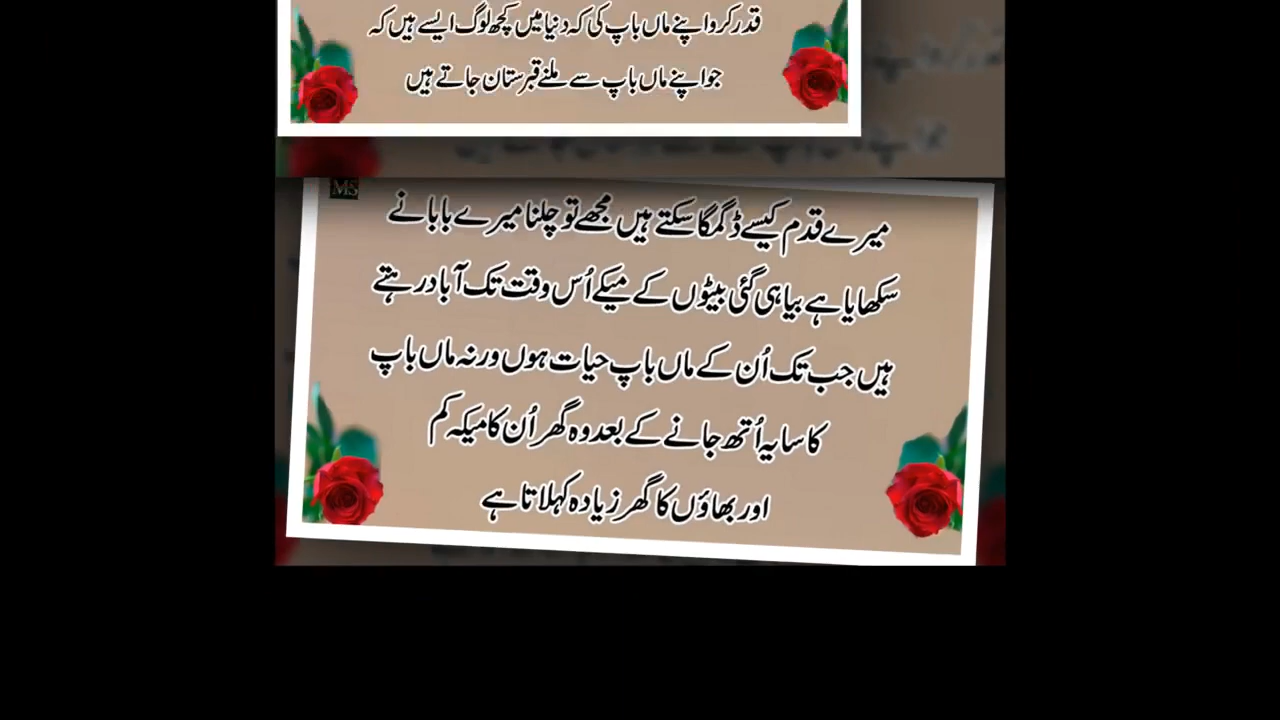 قدر کرو اپنے ماں باپ کی کہ دنیا میں کچھ لوگ ایسے ہیں کہ
جو اپنے ماں باپ سے ملنے قبرستان جاتے ہیں
MS
میرے قدم کیسے ڈگمگا سکتے ہیں مجھے تو چلنا میرے بابا نے
سکھایا ہے بیاہی گئی بیٹوں کے میکے اُس وقت تک آباد رہتے
ہیں جب تک اُن کے ماں باپ حیات ہوں ورنہ ماں باپ
کا سایہ اُتھ جانے کے بعد وہ گھر اُن کا میکہ کم
اور بھاؤں کا گھر زیادہ کہلاتا ہے